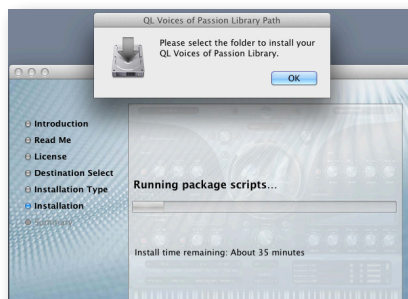 QL Voices of Passion Library Path
Please select the folder to install your
QL Voices of Passion Library.
OK
Introduction
Read Me
License
Destination Select
Installation Type
Installation
Summary
Running package scripts...
Install time remaining: About 35 minutes